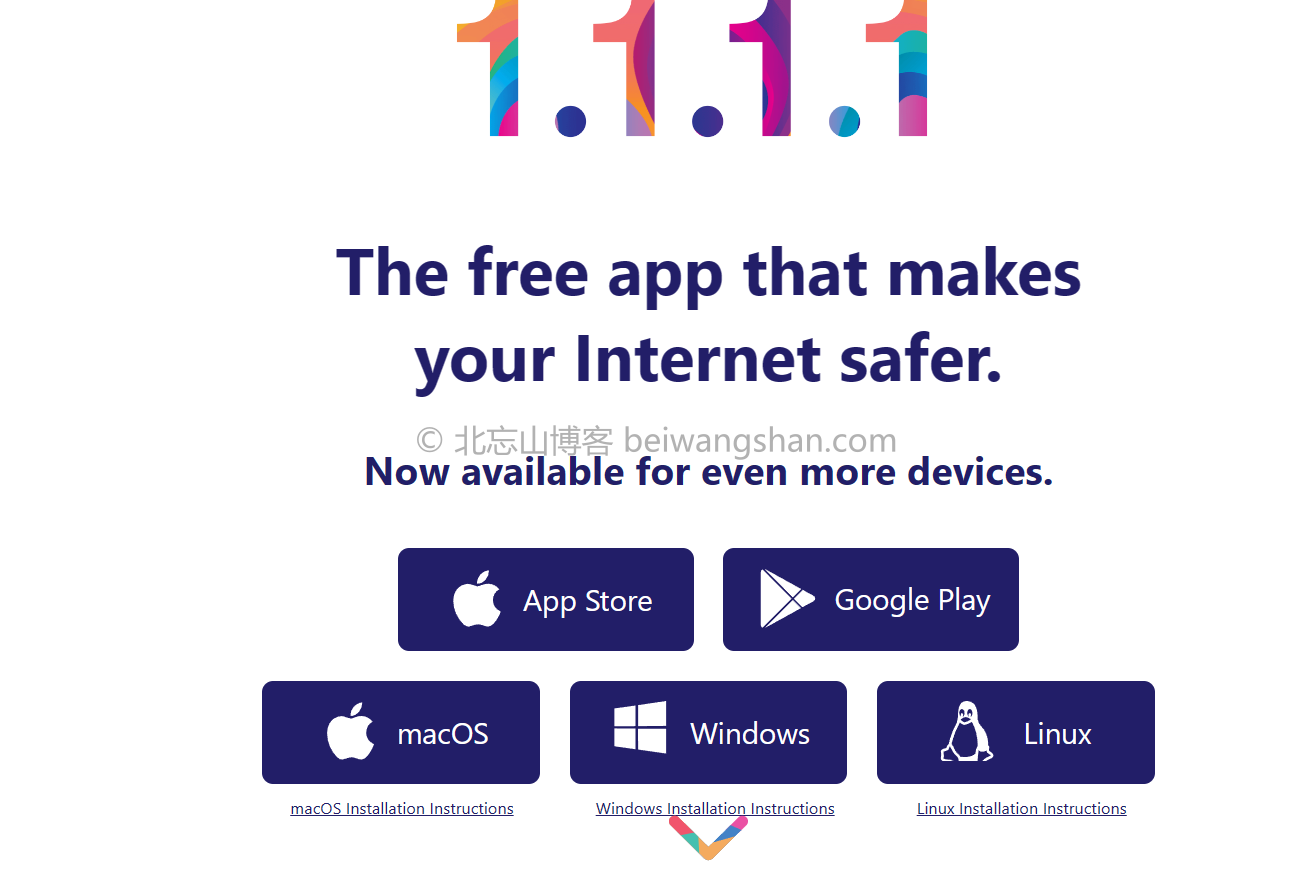 1.1.1.1
The free app that makes
your Internet safer.
© 北忘山博客 beiwangshan.com
Now available for even more devices.
App Store
Google Play
macOS
Windows
Linux
macOS Installation Instructions
Windows Installation Instructions
Linux Installation Instructions